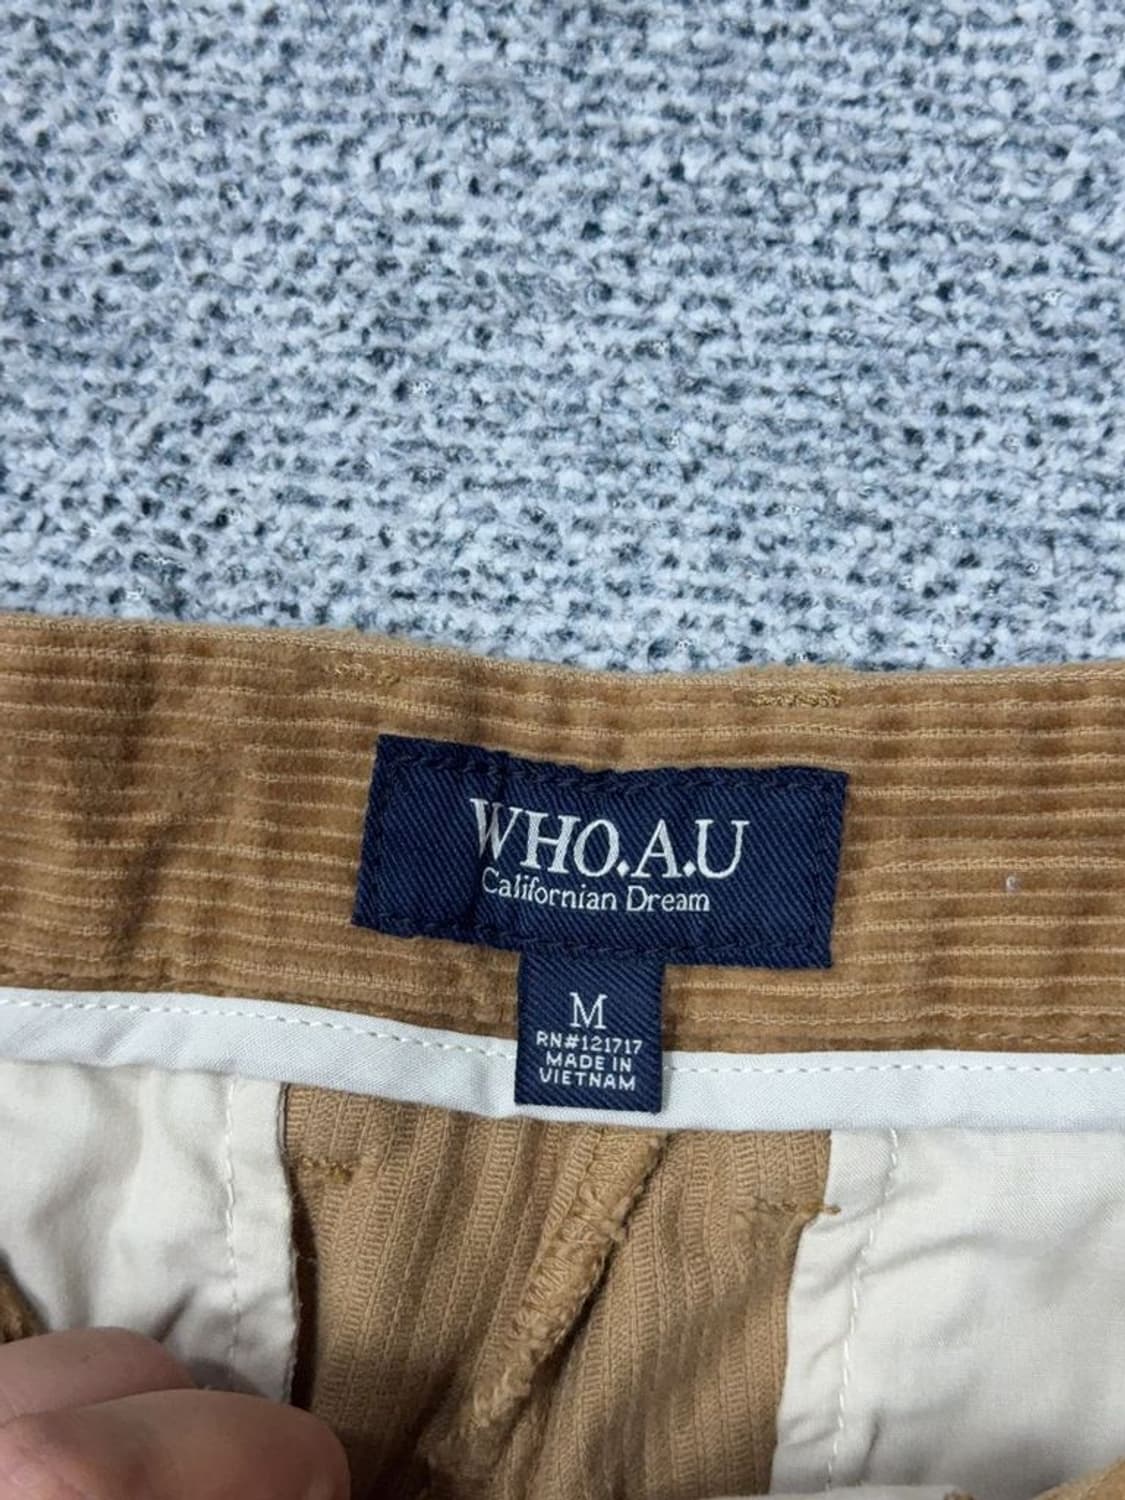 WHO.A.U
Californian Dream
M
RN#121717
MADE IN
VIETNAM